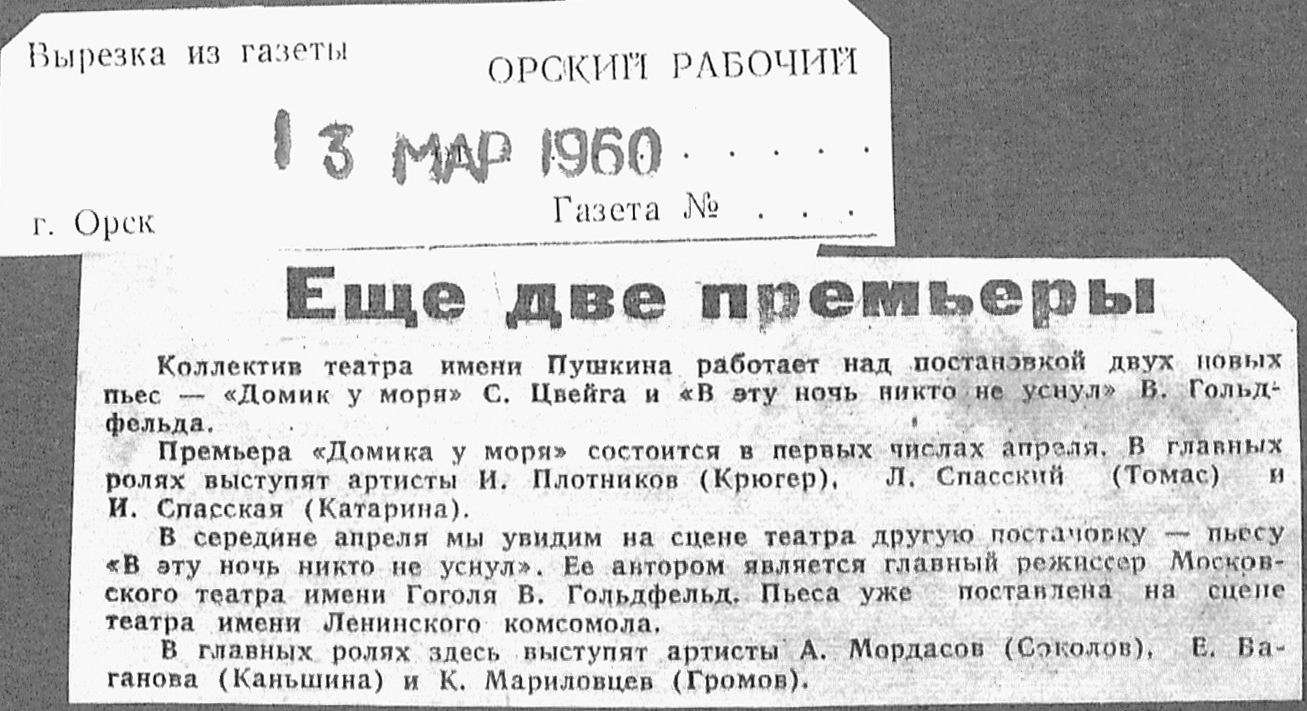 Вырезка из газеты
ОРСКИЙ РАБОЧИЙ
13 МАР 1960 . . . . .
г. Орск
Газета № . . .
Еще две премьеры
Коллектив театра имени Пушкина работает над постановкой двух новых
пьес — «Домик у моря» С. Цвейга и «В эту ночь никто не уснул» В. Гольд-
фельда.
Премьера «Домика у моря» состоится в первых числах апреля. В главных
ролях выступят артисты И. Плотников (Крюгер), Л. Спасский (Томас) и
И. Спасская (Катарина).
В середине апреля мы увидим на сцене театра другую постановку — пьесу
«В эту ночь никто не уснул». Ее автором является главный режиссер Москов-
ского театра имени Гоголя В. Гольдфельд. Пьеса уже поставлена на сцене
театра имени Ленинского комсомола.
В главных ролях здесь выступят артисты А. Мордасов (Соколов), Е. Ва-
ганова (Каньшина) и К. Мариловцев (Громов).